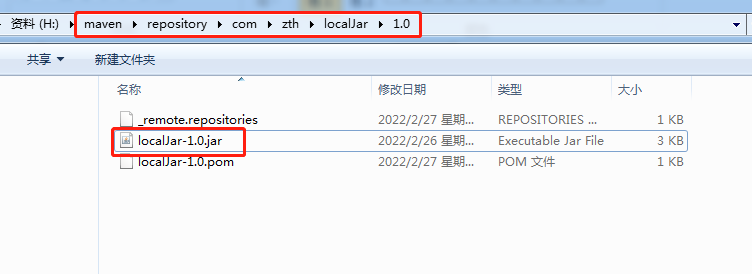 资料 (H:) ▸ maven ▸ repository ▸ com ▸ zth ▸ localJar ▸ 1.0
共享 新建文件夹
名称 修改日期 类型 大小
_remote.repositories 2022/2/27 星期... REPOSITORIES ... 1 KB
localJar-1.0.jar 2022/2/26 星期... Executable Jar File 3 KB
localJar-1.0.pom 2022/2/27 星期... POM 文件 1 KB